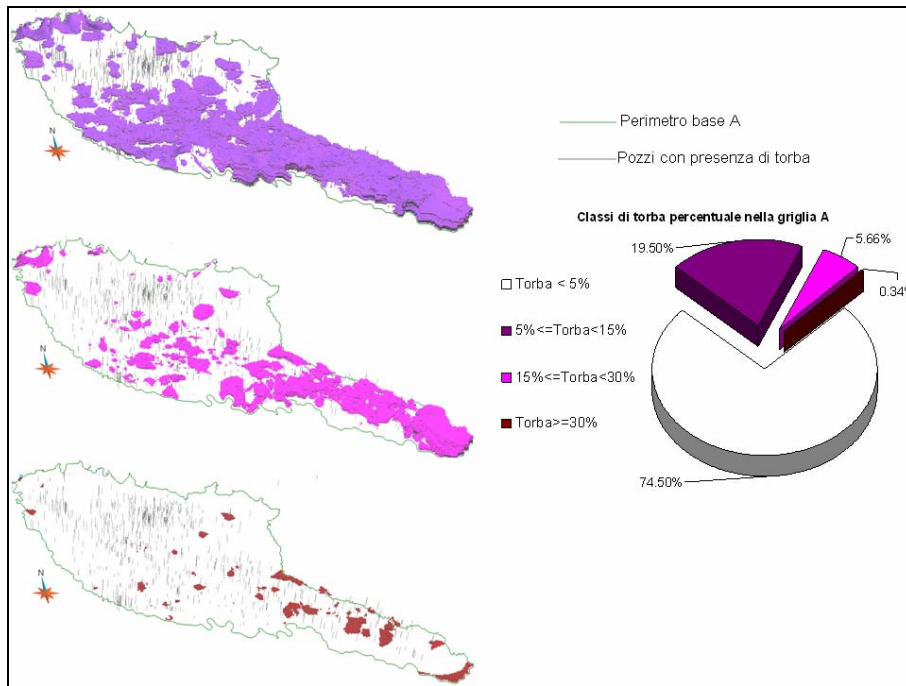 N
N
N
Perimetro base A
Pozzi con presenza di torba
Classi di torba percentuale nella griglia A
19.50%
5.66%
0.34%
74.50%
Torba < 5%
5%<=Torba<15%
15%<=Torba<30%
Torba>=30%